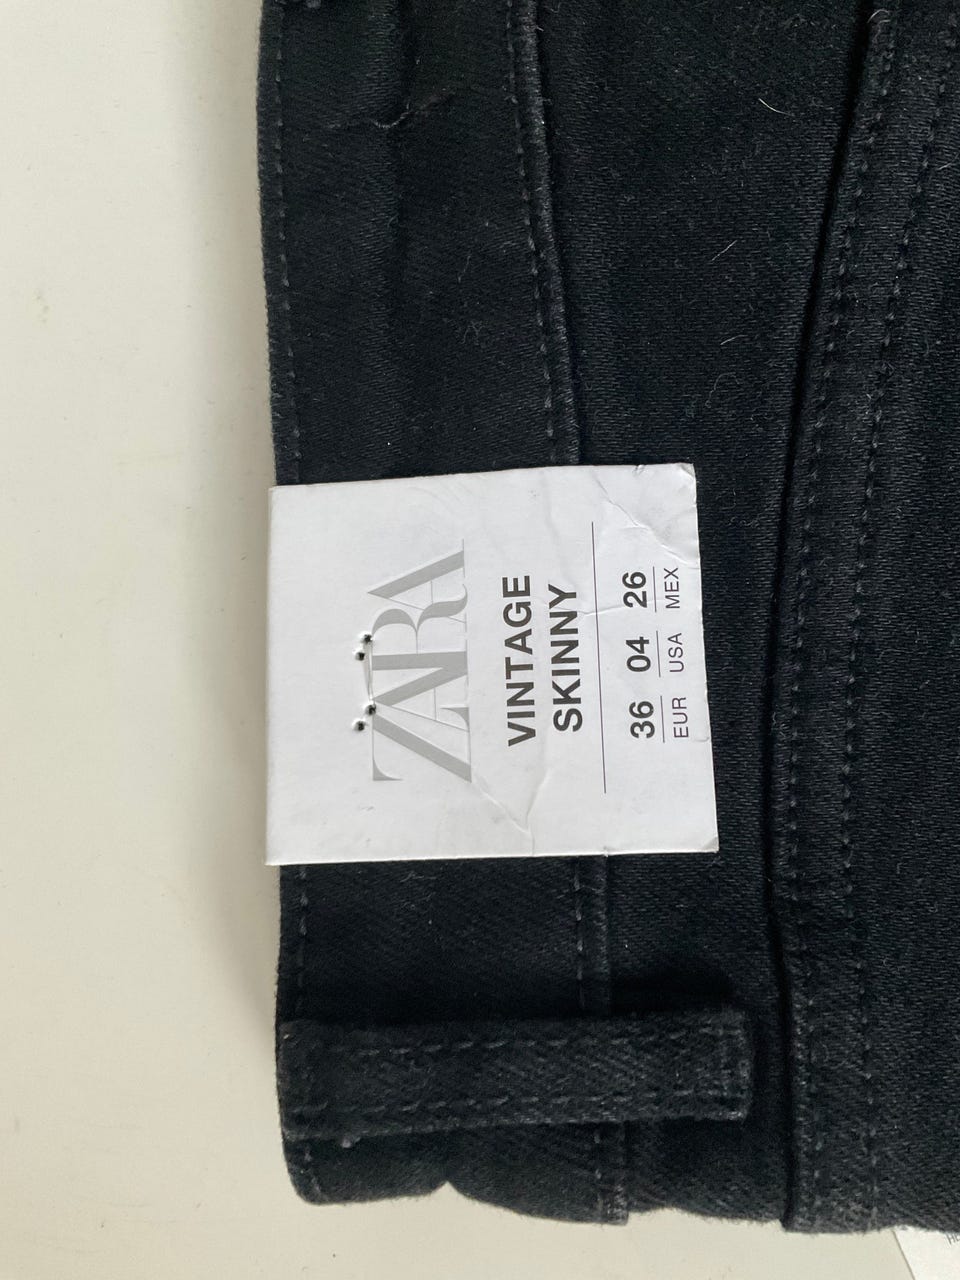 ZARA
VINTAGE
SKINNY
36 04 26
EUR USA MEX